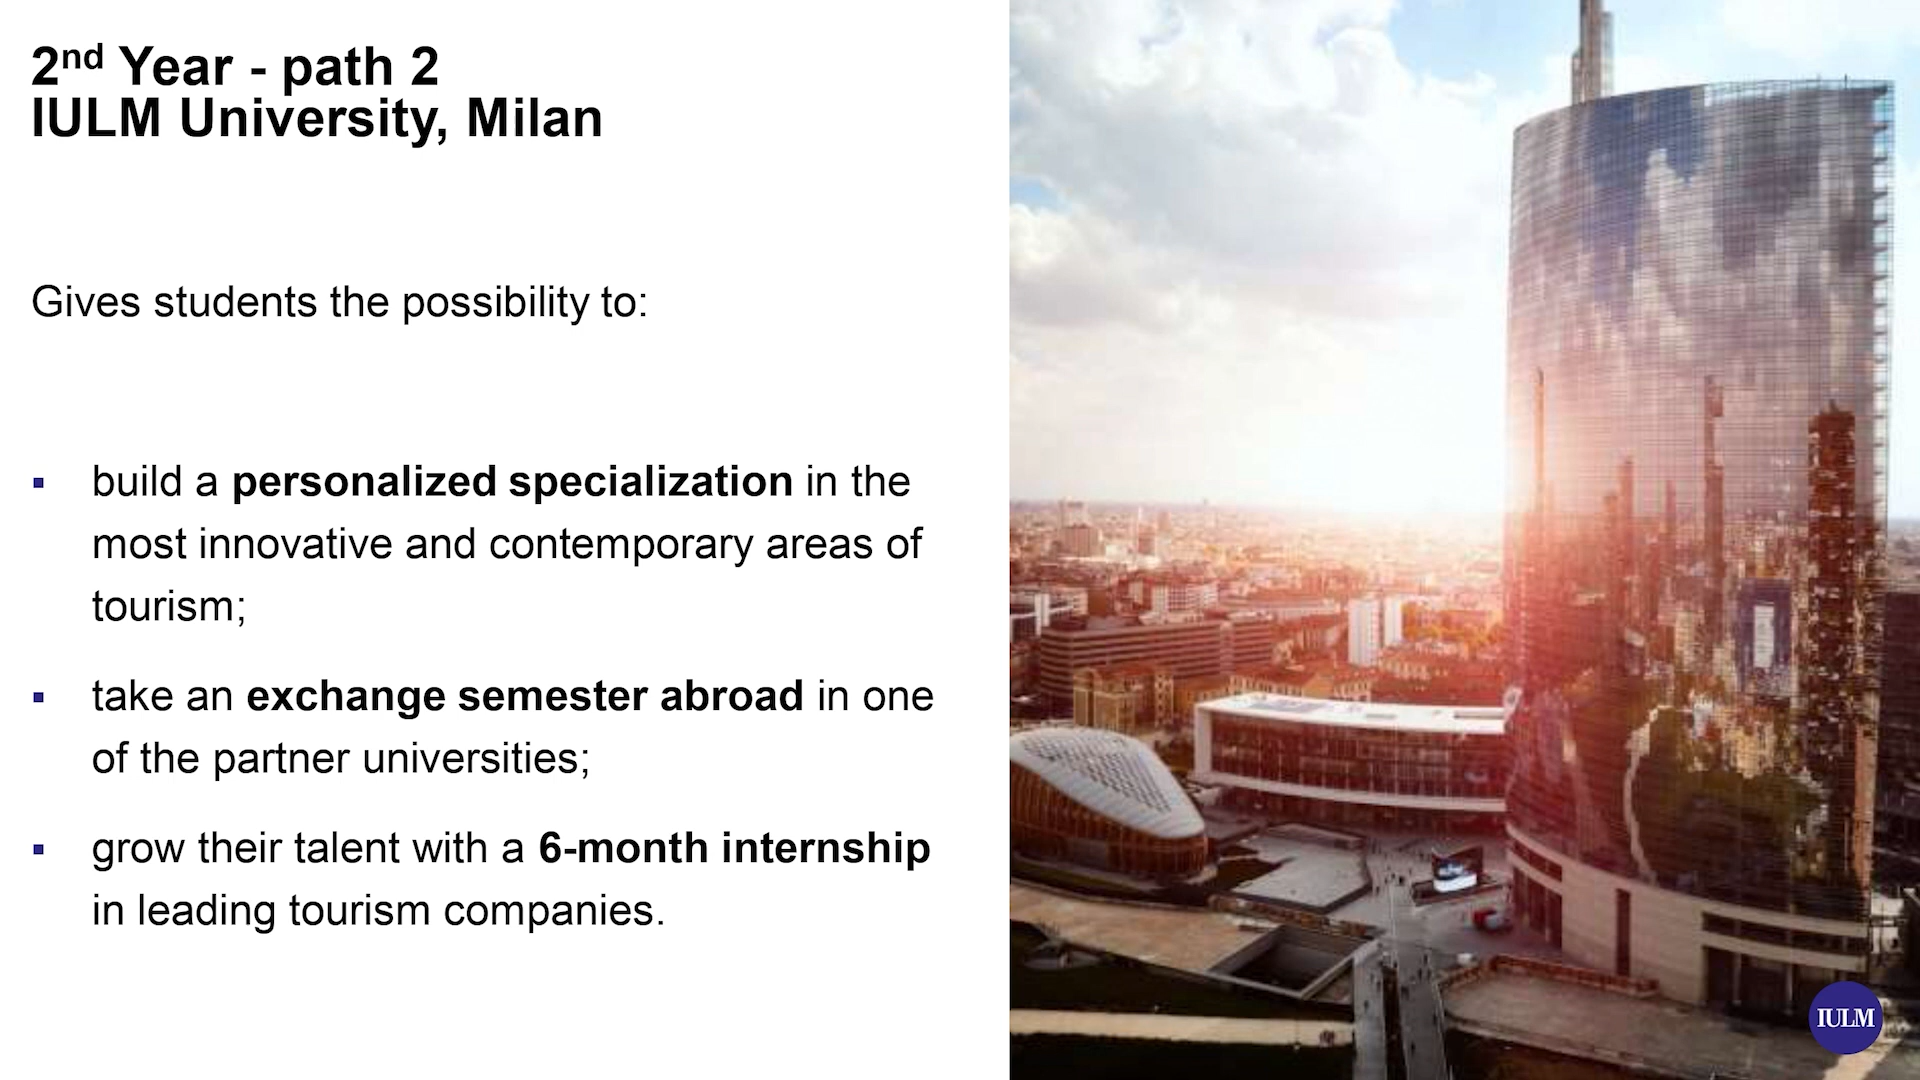 2nd Year - path 2
IULM University, Milan
Gives students the possibility to:
▪ build a personalized specialization in the
most innovative and contemporary areas of
tourism;
▪ take an exchange semester abroad in one
of the partner universities;
▪ grow their talent with a 6-month internship
in leading tourism companies.
IULM